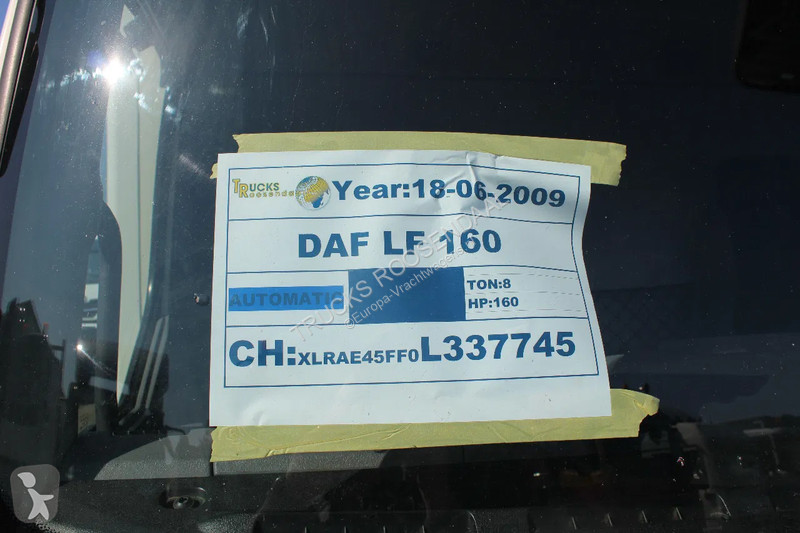 TRUCKS
Roosendaal
Year:18-06-2009
DAF LF 160
AUTOMATIC
TON:8
HP:160
CH:XLRAE45FF0L337745
TRUCKS ROOSENDAAL
©Europa-Vrachtwagens